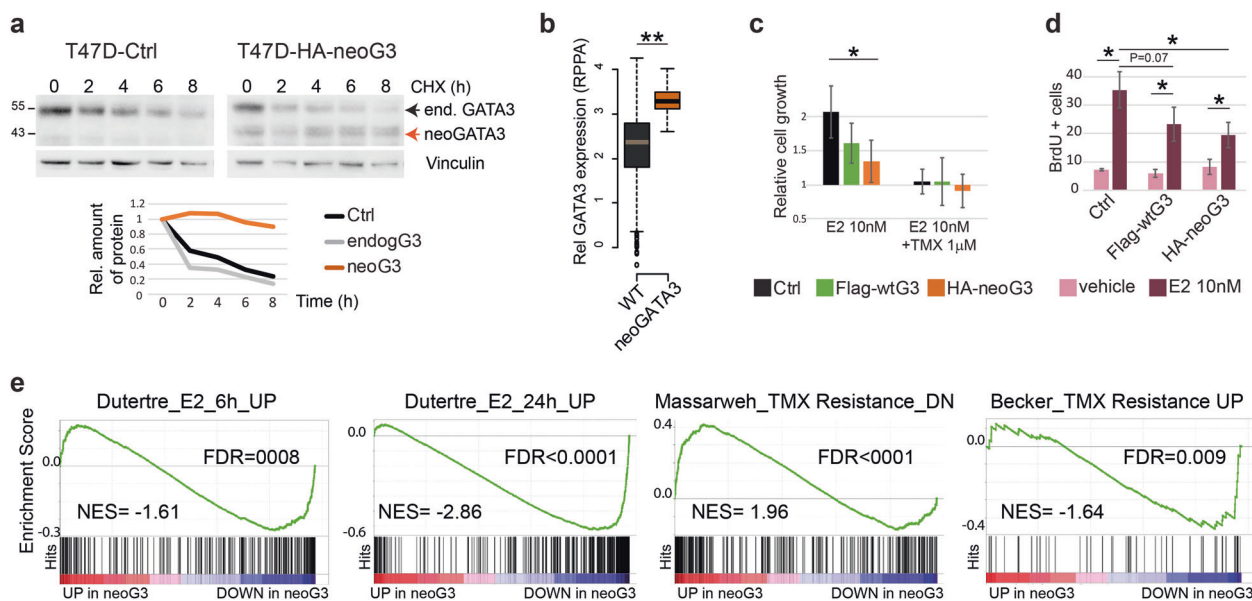 a
T47D-Ctrl
T47D-HA-neoG3
0 2 4 6 8
0 2 4 6 8
CHX (h)
55
43
end. GATA3
neoGATA3
Vinculin
Rel. amount
of protein
1.2
1
0.8
0.6
0.4
0.2
0
0 2 4 6 8
Time (h)
Ctrl
endogG3
neoG3
b
**
Rel GATA3 expression (RPPA)
4
3
2
1
0
WT
neoGATA3
c
*
Relative cell growth
2
1.5
1
0.5
E2 10nM
E2 10nM
+TMX 1µM
Ctrl
Flag-wtG3
HA-neoG3
d
*
*
P=0.07
*
*
BrdU + cells
40
30
20
10
0
Ctrl
Flag-wtG3
HA-neoG3
vehicle
E2 10nM
e
Enrichment Score
Dutertre_E2_6h_UP
0.0
-0.3
FDR=0008
NES= -1.61
Hits
UP in neoG3
DOWN in neoG3
Dutertre_E2_24h_UP
0.0
-0.6
FDR<0.0001
NES= -2.86
Hits
UP in neoG3
DOWN in neoG3
Massarweh_TMX Resistance_DN
0.4
0.0
FDR<0001
NES= 1.96
Hits
UP in neoG3
DOWN in neoG3
Becker_TMX Resistance UP
0.0
-0.4
FDR=0.009
NES= -1.64
Hits
UP in neoG3
DOWN in neoG3